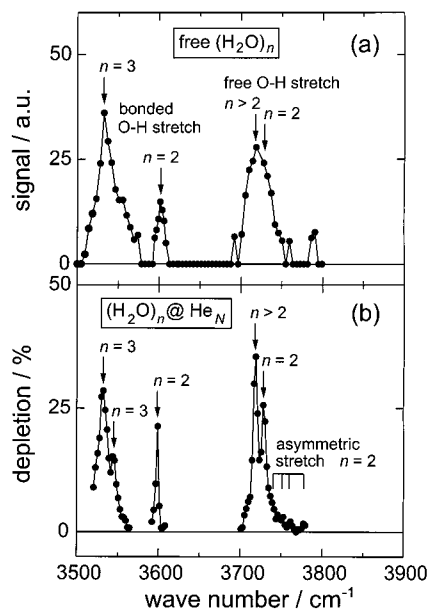 free (H₂O)ₙ
(a)
n = 3
bonded
O-H stretch
n = 2
free O-H stretch
n > 2
n = 2
signal / a.u.
50
25
0
(H₂O)ₙ@ Heₙ
(b)
n = 3
n = 3
n = 2
n > 2
n = 2
asymmetric
stretch n = 2
depletion / %
50
25
0
3500 3600 3700 3800 3900
wave number / cm⁻¹